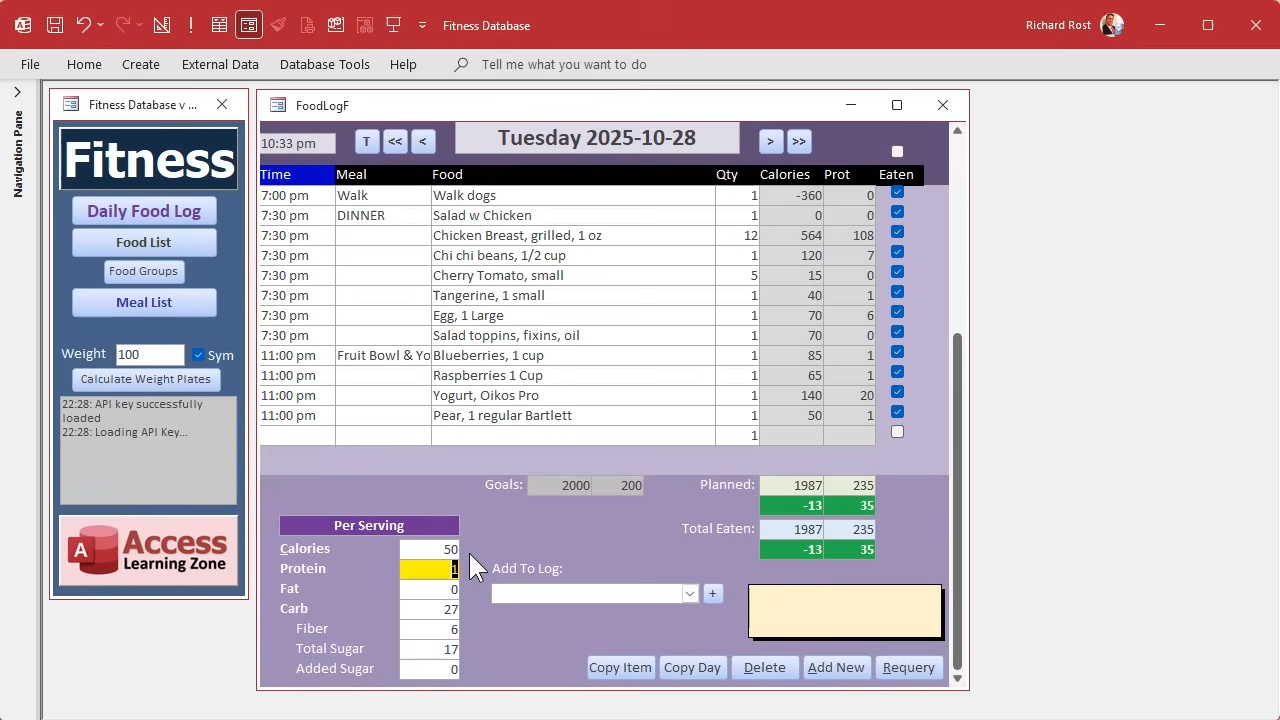 Fitness Database
Richard Rost
File Home Create External Data Database Tools Help Tell me what you want to do
Navigation Pane
Fitness Database v ...
Fitness
Daily Food Log
Food List
Food Groups
Meal List
Weight 100 Sym
Calculate Weight Plates
22:28: API key successfully
loaded
22:28: Loading API Key...
Access
Learning Zone
FoodLogF
10:33 pm T << < Tuesday 2025-10-28 > >>
Time Meal Food Qty Calories Prot Eaten
7:00 pm Walk Walk dogs 1 -360 0
7:30 pm DINNER Salad w Chicken 1 0 0
7:30 pm Chicken Breast, grilled, 1 oz 12 564 108
7:30 pm Chi chi beans, 1/2 cup 1 120 7
7:30 pm Cherry Tomato, small 5 15 0
7:30 pm Tangerine, 1 small 1 40 1
7:30 pm Egg, 1 Large 1 70 6
7:30 pm Salad toppins, fixins, oil 1 70 0
11:00 pm Fruit Bowl & Yo Blueberries, 1 cup 1 85 1
11:00 pm Raspberries 1 Cup 1 65 1
11:00 pm Yogurt, Oikos Pro 1 140 20
11:00 pm Pear, 1 regular Bartlett 1 50 1
1
Goals: 2000 200 Planned: 1987 235
-13 35
Total Eaten: 1987 235
-13 35
Per Serving
Calories 50
Protein 1
Fat 0
Carb 27
Fiber 6
Total Sugar 17
Added Sugar 0
Add To Log:
+
Copy Item Copy Day Delete Add New Requery